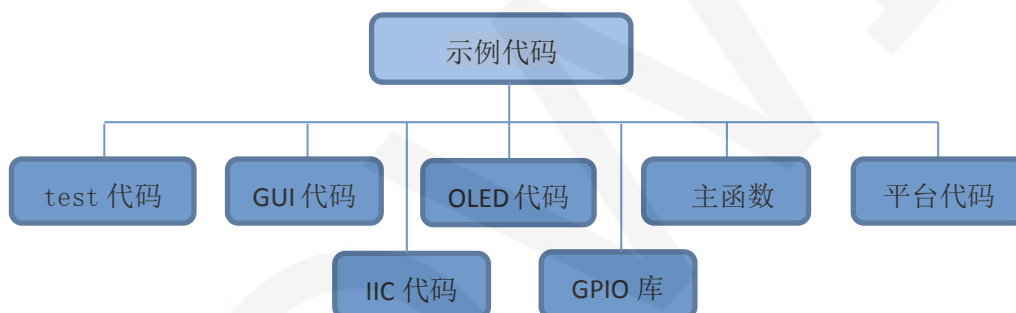 示例代码
test 代码
GUI 代码
OLED 代码
主函数
平台代码
IIC 代码
GPIO 库